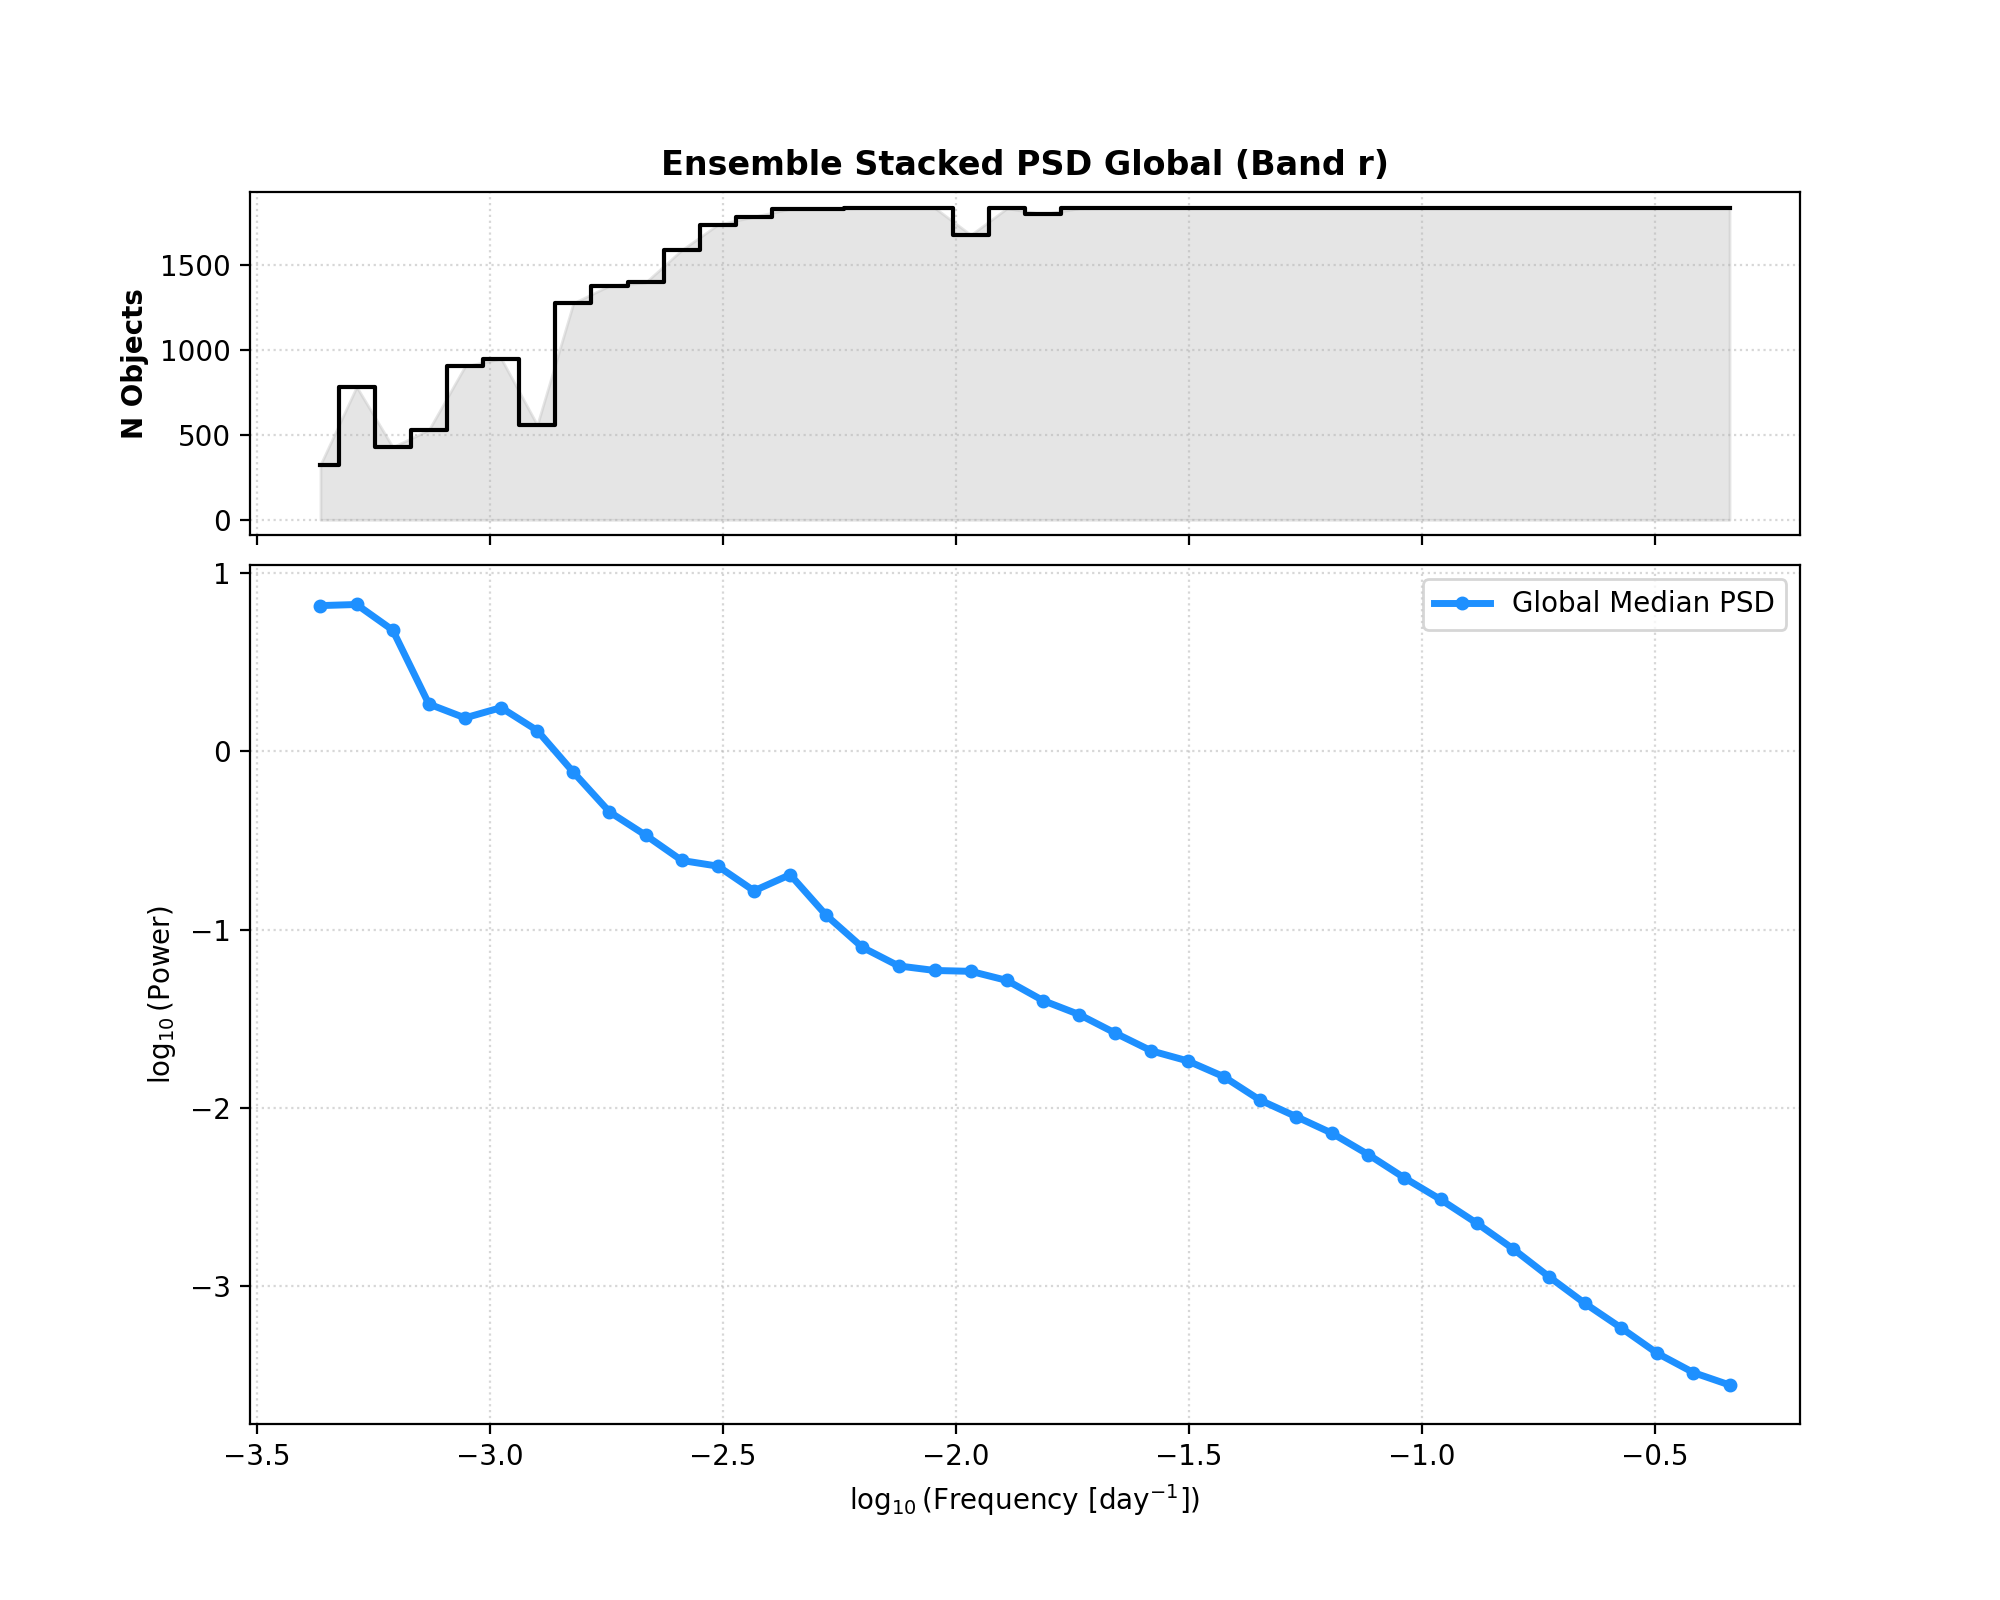 Ensemble Stacked PSD Global (Band r)
N Objects
1500
1000
500
0
Global Median PSD
log₁₀(Power)
1
0
−1
−2
−3
−3.5 −3.0 −2.5 −2.0 −1.5 −1.0 −0.5
log₁₀(Frequency [day⁻¹])